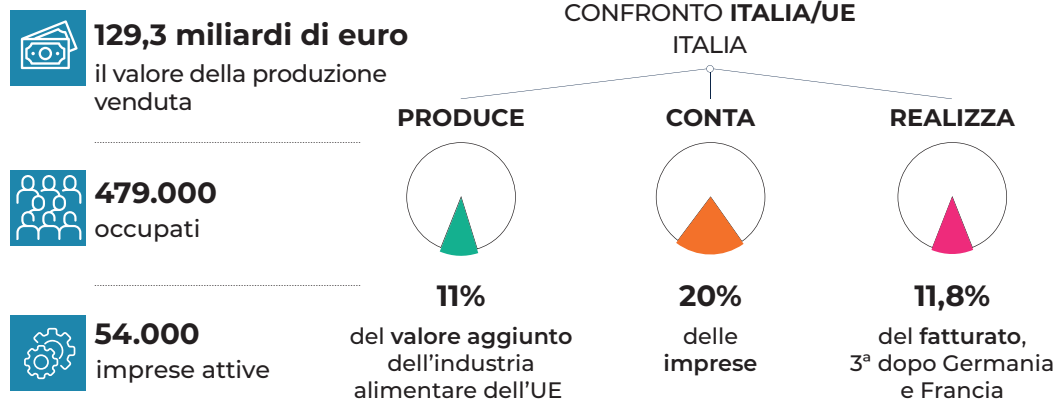 129,3 miliardi di euro
il valore della produzione
venduta
479.000
occupati
54.000
imprese attive
CONFRONTO ITALIA/UE
ITALIA
PRODUCE
11%
del valore aggiunto
dell'industria
alimentare dell'UE
CONTA
20%
delle
imprese
REALIZZA
11,8%
del fatturato,
3ª dopo Germania
e Francia